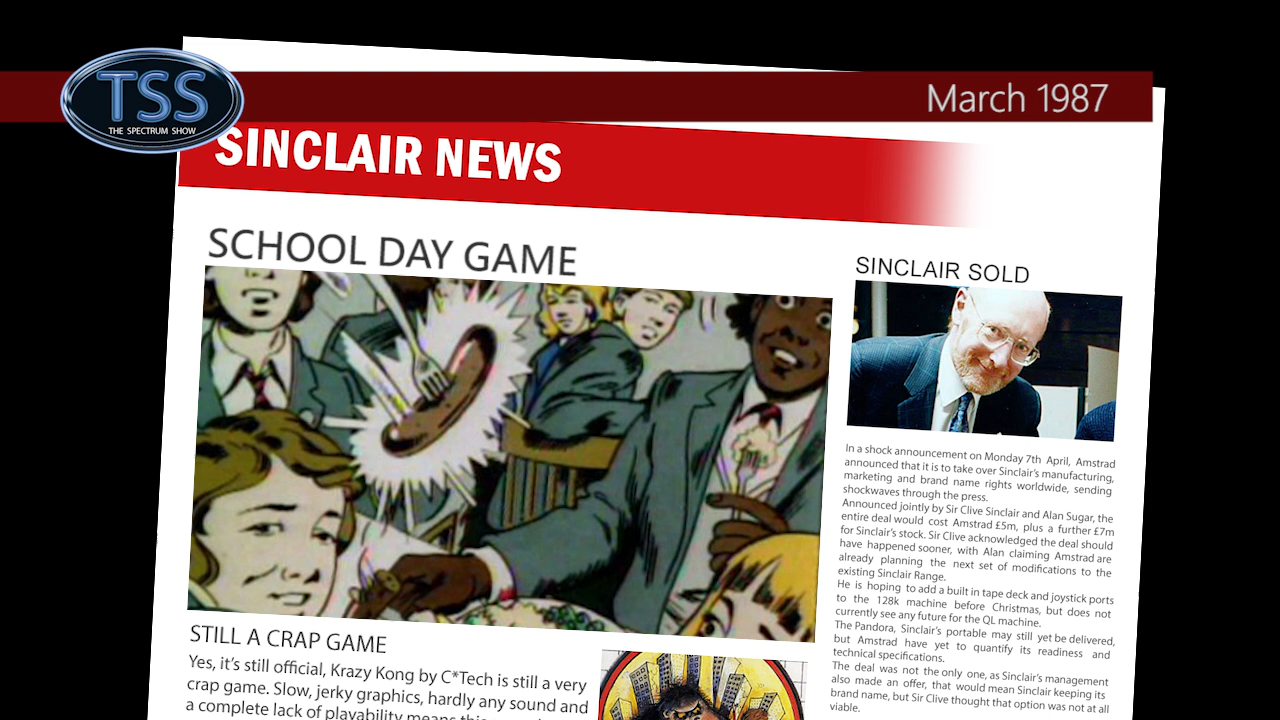 TSS
THE SPECTRUM SHOW
March 1987
SINCLAIR NEWS
SCHOOL DAY GAME
STILL A CRAP GAME
Yes, it's still official, Krazy Kong by C*Tech is still a very
crap game. Slow, jerky graphics, hardly any sound and
a complete lack of playability means
SINCLAIR SOLD
In a shock announcement on Monday 7th April, Amstrad
announced that it is to take over Sinclair's manufacturing,
marketing and brand name rights worldwide, sending
shockwaves through the press.
Announced jointly by Sir Clive Sinclair and Alan Sugar, the
entire deal would cost Amstrad £5m, plus a further £7m
for Sinclair's stock. Sir Clive acknowledged the deal should
have happened sooner, with Alan claiming Amstrad are
already planning the next set of modifications to the
existing Sinclair Range.
He is hoping to add a built in tape deck and joystick ports
to the 128k machine before Christmas, but does not
currently see any future for the QL machine.
The Pandora, Sinclair's portable may still yet be delivered,
but Amstrad have yet to quantify its readiness and
technical specifications.
The deal was not the only one, as Sinclair's management
also made an offer, that would mean Sinclair keeping its
brand name, but Sir Clive thought that option was not at all
viable.